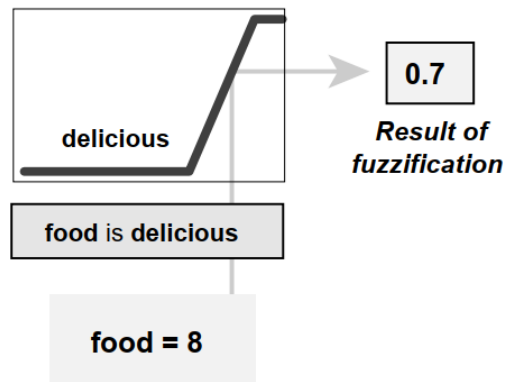 0.7
delicious
Result of
fuzzification
food is delicious
food = 8